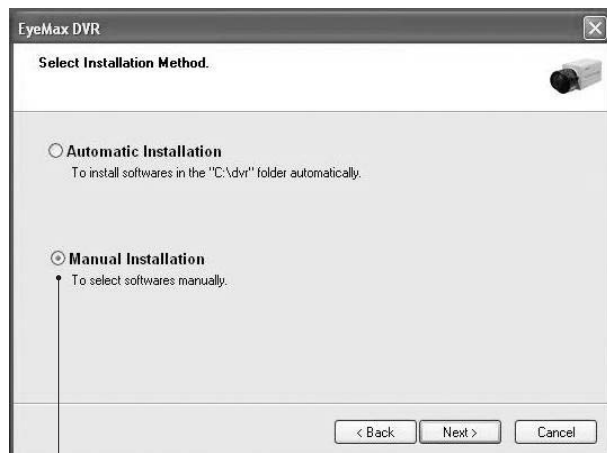 EyeMax DVR
Select Installation Method.
Automatic Installation
To install softwares in the "C:\dvr" folder automatically.
Manual Installation
To select softwares manually.
< Back Next > Cancel